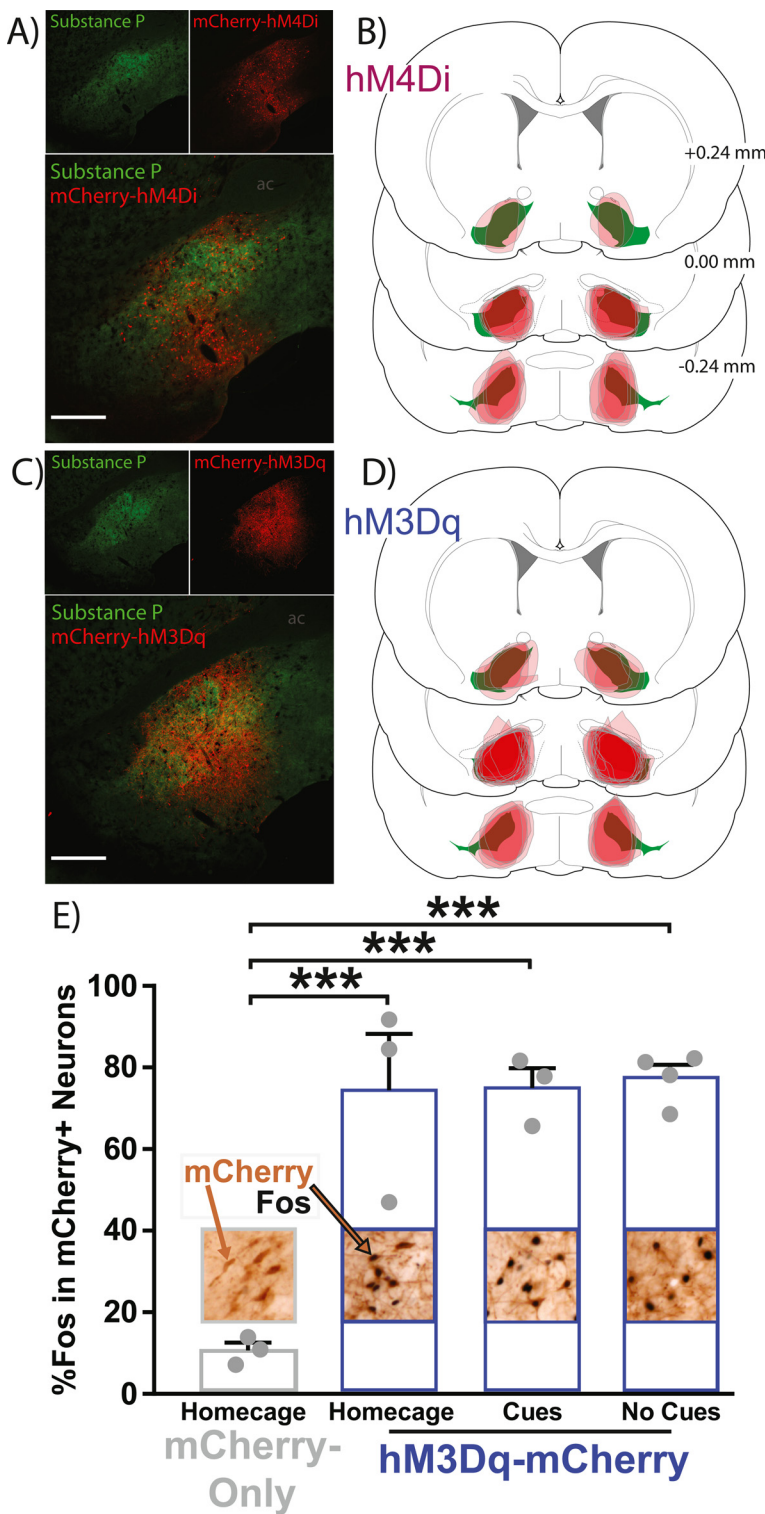 A)
Substance P
mCherry-hM4Di
Substance P
mCherry-hM4Di
ac
B)
hM4Di
+0.24 mm
0.00 mm
-0.24 mm
C)
Substance P
mCherry-hM3Dq
Substance P
mCherry-hM3Dq
ac
D)
hM3Dq
E)
***
***
***
%Fos in mCherry+ Neurons
100
80
60
40
20
0
mCherry
Fos
Homecage
Homecage
Cues
No Cues
mCherry-
Only
hM3Dq-mCherry